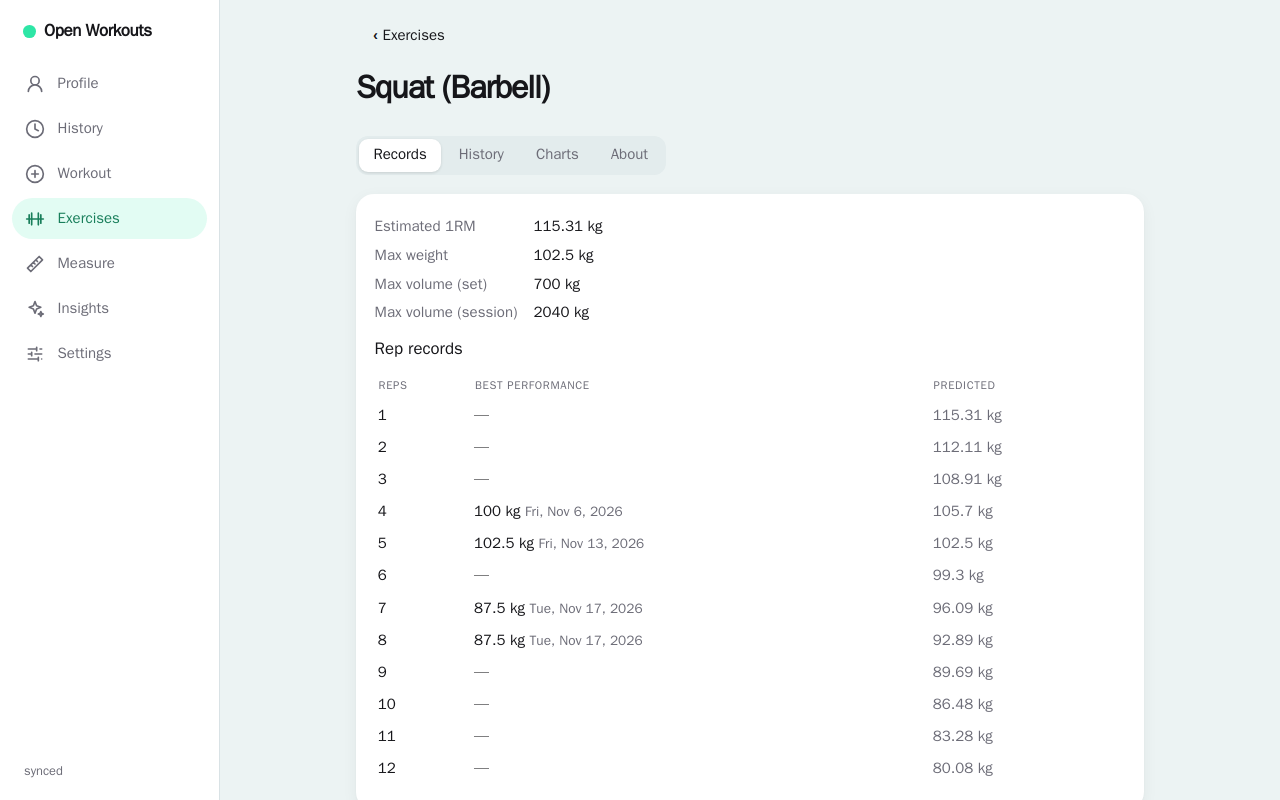 Open Workouts
Profile
History
Workout
Exercises
Measure
Insights
Settings
synced
‹ Exercises
Squat (Barbell)
Records History Charts About
Estimated 1RM 115.31 kg
Max weight 102.5 kg
Max volume (set) 700 kg
Max volume (session) 2040 kg
Rep records
REPS BEST PERFORMANCE PREDICTED
1 — 115.31 kg
2 — 112.11 kg
3 — 108.91 kg
4 100 kg Fri, Nov 6, 2026 105.7 kg
5 102.5 kg Fri, Nov 13, 2026 102.5 kg
6 — 99.3 kg
7 87.5 kg Tue, Nov 17, 2026 96.09 kg
8 87.5 kg Tue, Nov 17, 2026 92.89 kg
9 — 89.69 kg
10 — 86.48 kg
11 — 83.28 kg
12 — 80.08 kg